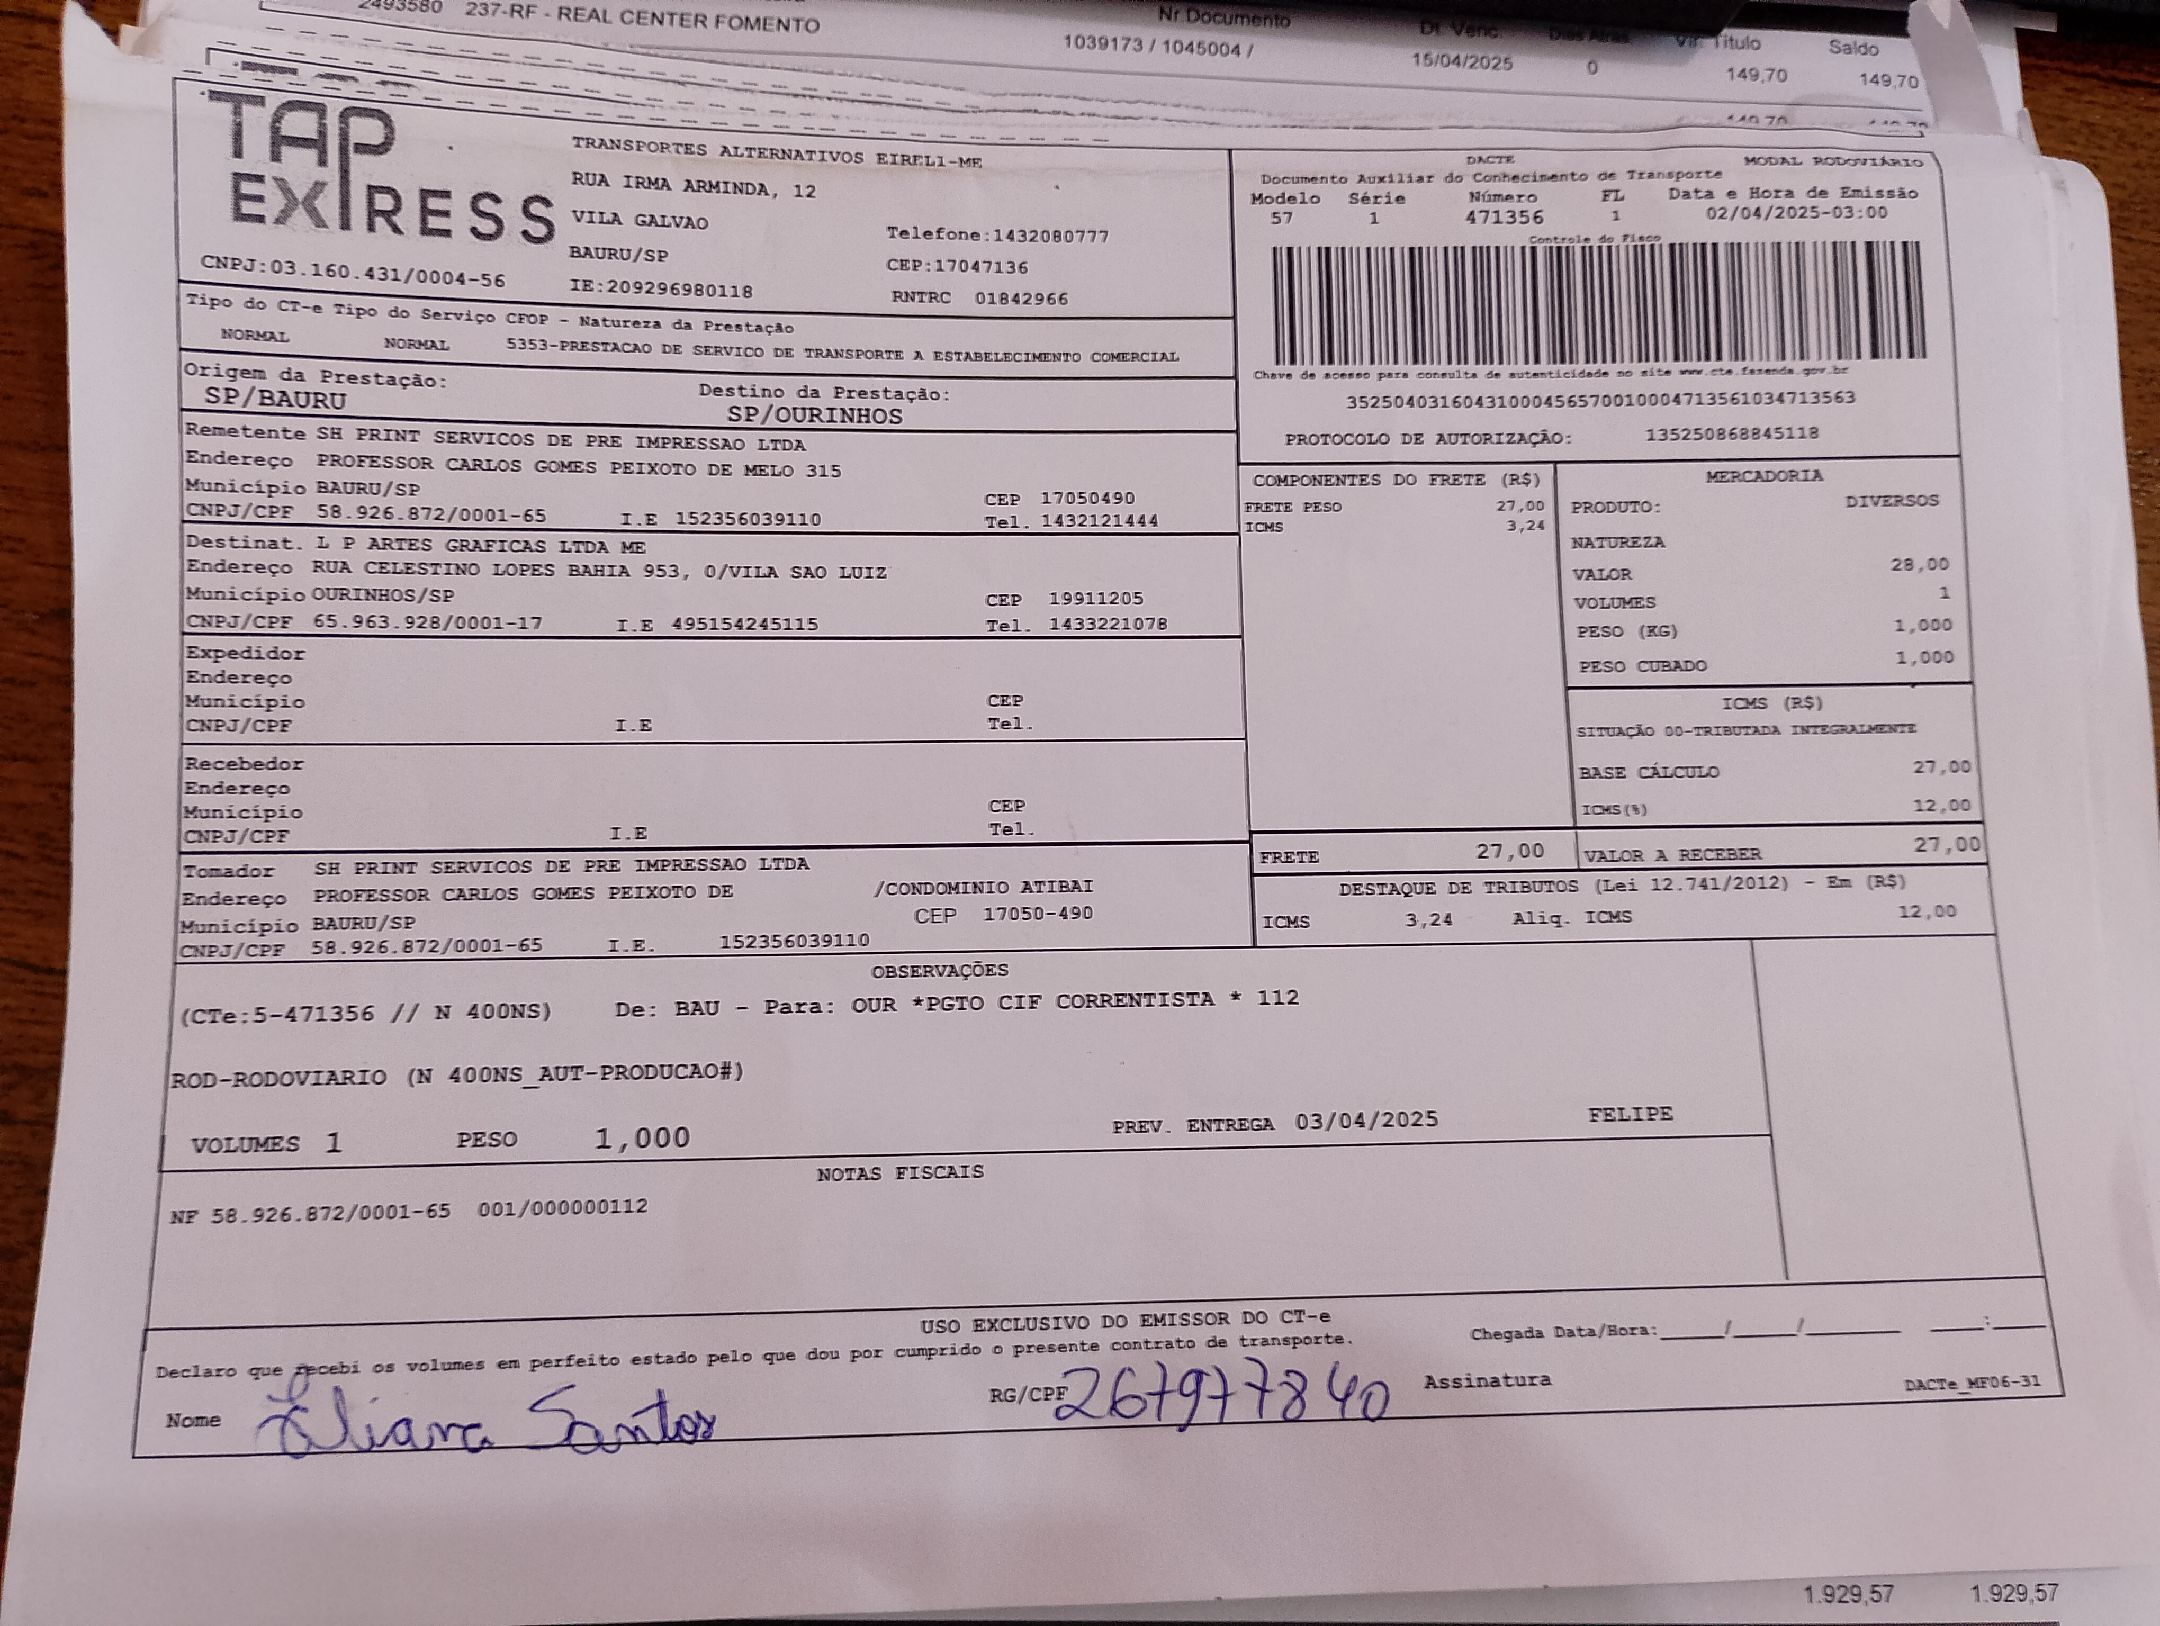 2493580 237-RF - REAL CENTER FOMENTO
Nr.Documento
1039173 / 1045004 /
Dt. Venc.
15/04/2025
0
Vlr. Titulo
149,70
Saldo
149,70
TAP EXPRESS
CNPJ:03.160.431/0004-56
TRANSPORTES ALTERNATIVOS EIRELI-ME
RUA IRMA ARMINDA, 12
VILA GALVAO
Telefone:1432080777
BAURU/SP
CEP:17047136
IE:209296980118
RNTRC 01842966
DACTE MODAL RODOVIÁRIO
Documento Auxiliar do Conhecimento de Transporte
Modelo Série Número FL Data e Hora de Emissão
57 1 471356 1 02/04/2025-03:00
Controle do Fisco
Chave de acesso para consulta de autenticidade no site www.cte.fazenda.gov.br
35250403160431000456570010004713561034713563
PROTOCOLO DE AUTORIZAÇÃO: 135250868845118
Tipo do CT-e Tipo do Serviço CFOP - Natureza da Prestação
NORMAL NORMAL 5353-PRESTACAO DE SERVICO DE TRANSPORTE A ESTABELECIMENTO COMERCIAL
Origem da Prestação: Destino da Prestação:
SP/BAURU SP/OURINHOS
Remetente SH PRINT SERVICOS DE PRE IMPRESSAO LTDA
Endereço PROFESSOR CARLOS GOMES PEIXOTO DE MELO 315
Município BAURU/SP CEP 17050490
CNPJ/CPF 58.926.872/0001-65 I.E 152356039110 Tel. 1432121444
Destinat. L P ARTES GRAFICAS LTDA ME
Endereço RUA CELESTINO LOPES BAHIA 953, 0/VILA SAO LUIZ
Município OURINHOS/SP CEP 19911205
CNPJ/CPF 65.963.928/0001-17 I.E 495154245115 Tel. 1433221078
Expedidor
Endereço
Município CEP
CNPJ/CPF I.E Tel.
Recebedor
Endereço
Município CEP
CNPJ/CPF I.E Tel.
Tomador SH PRINT SERVICOS DE PRE IMPRESSAO LTDA
Endereço PROFESSOR CARLOS GOMES PEIXOTO DE /CONDOMINIO ATIBAI
Município BAURU/SP CEP 17050-490
CNPJ/CPF 58.926.872/0001-65 I.E. 152356039110
COMPONENTES DO FRETE (R$)
FRETE PESO 27,00
ICMS 3,24
MERCADORIA
PRODUTO: DIVERSOS
NATUREZA
VALOR 28,00
VOLUMES 1
PESO (KG) 1,000
PESO CUBADO 1,000
ICMS (R$)
SITUAÇÃO 00-TRIBUTADA INTEGRALMENTE
BASE CÁLCULO 27,00
ICMS(%) 12,00
FRETE 27,00 VALOR A RECEBER 27,00
DESTAQUE DE TRIBUTOS (Lei 12.741/2012) - Em (R$)
ICMS 3,24 Aliq. ICMS 12,00
OBSERVAÇÕES
(CTe:5-471356 // N 400NS) De: BAU - Para: OUR *PGTO CIF CORRENTISTA * 112
ROD-RODOVIARIO (N 400NS_AUT-PRODUCAO#)
VOLUMES 1 PESO 1,000 PREV. ENTREGA 03/04/2025 FELIPE
NOTAS FISCAIS
NF 58.926.872/0001-65 001/000000112
USO EXCLUSIVO DO EMISSOR DO CT-e
Declaro que recebi os volumes em perfeito estado pelo que dou por cumprido o presente contrato de transporte.
Chegada Data/Hora:_____/_____/_______ ____:____
Nome Eliana Santos RG/CPF 267977840 Assinatura DACTe_MF06-31
1.929,57 1.929,57